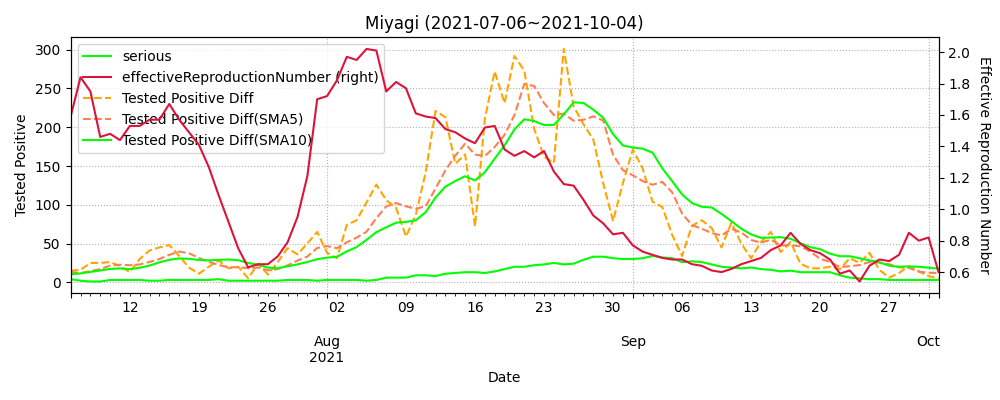 Miyagi (2021-07-06~2021-10-04)
serious
effectiveReproductionNumber (right)
Tested Positive Diff
Tested Positive Diff(SMA5)
Tested Positive Diff(SMA10)
Tested Positive
300
250
200
150
100
50
0
2.0
1.8
1.6
1.4
1.2
1.0
0.8
0.6
Effective Reproduction Number
12 19 26 02 09 16 23 30 06 13 20 27
Aug Sep Oct
2021
Date